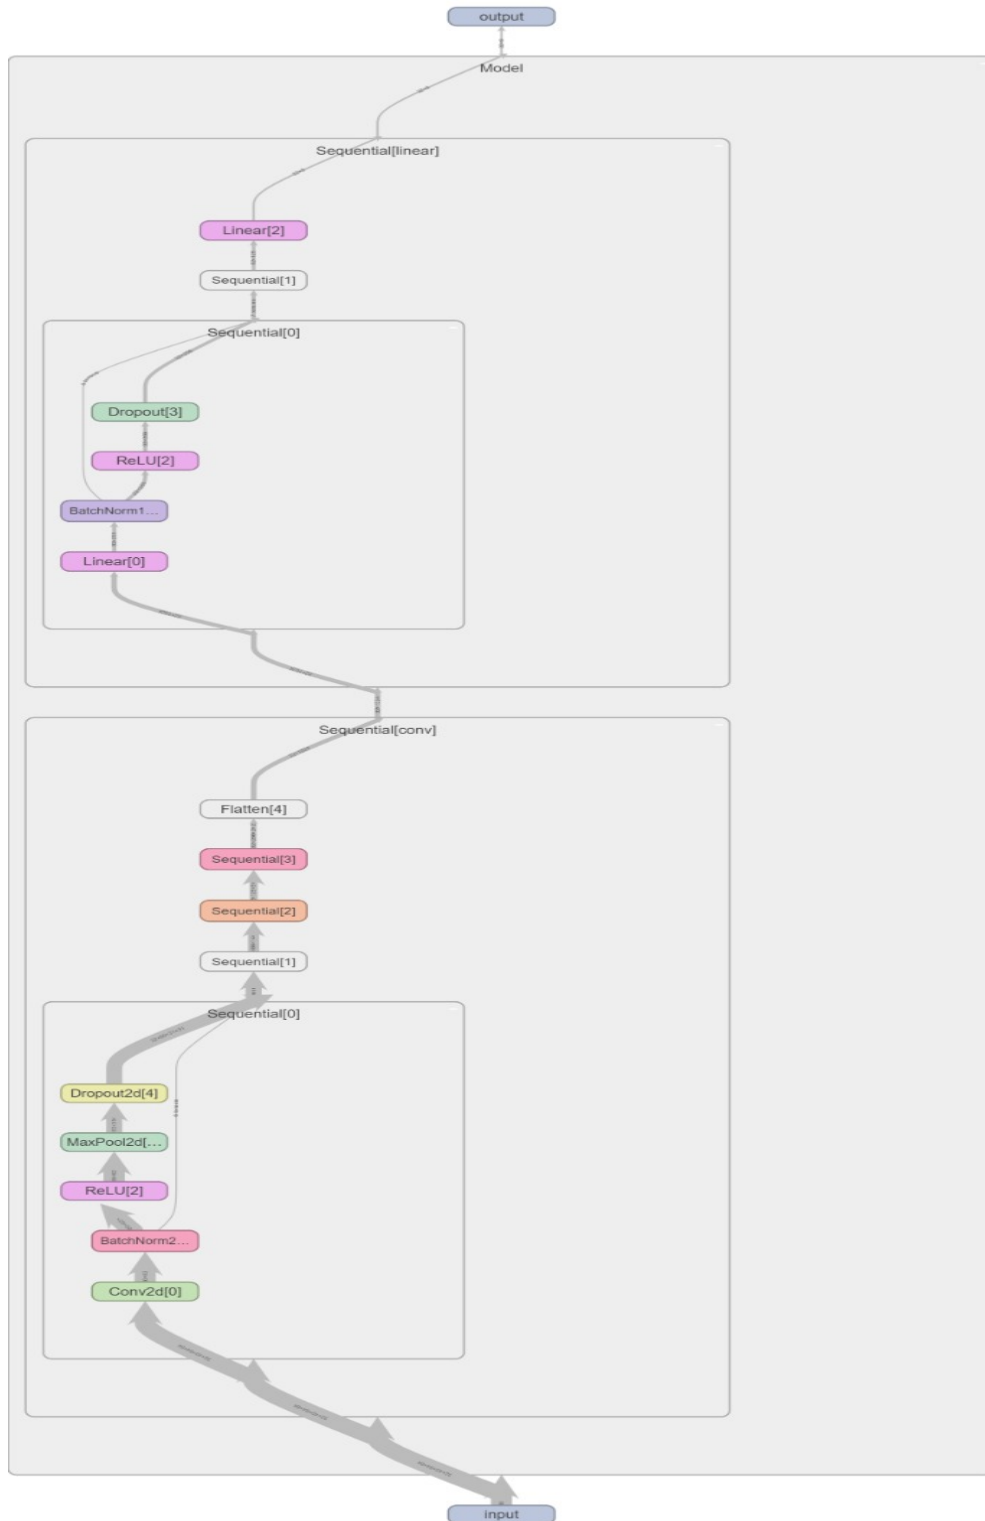 output
Model
Sequential[linear]
Linear[2]
Sequential[1]
Sequential[0]
Dropout[3]
ReLU[2]
BatchNorm1...
Linear[0]
Sequential[conv]
Flatten[4]
Sequential[3]
Sequential[2]
Sequential[1]
Sequential[0]
Dropout2d[4]
MaxPool2d[...
ReLU[2]
BatchNorm2...
Conv2d[0]
input